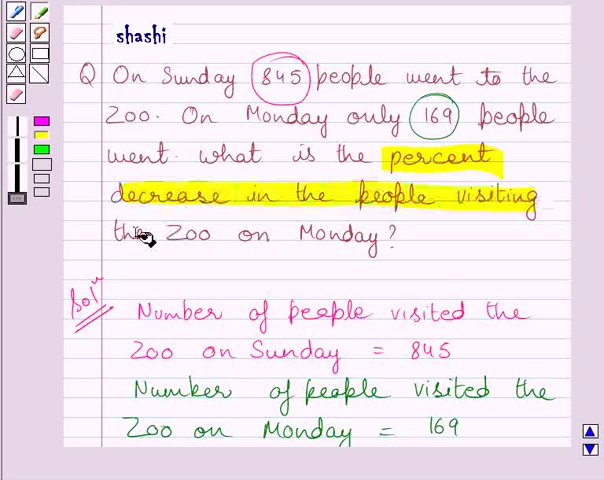 shashi
Q On Sunday 845 people went to the
Zoo. On Monday only 169 people
went. what is the percent
decrease in the people visiting
the Zoo on Monday?
Solⁿ Number of people visited the
Zoo on Sunday = 845
Number of people visited the
Zoo on Monday = 169